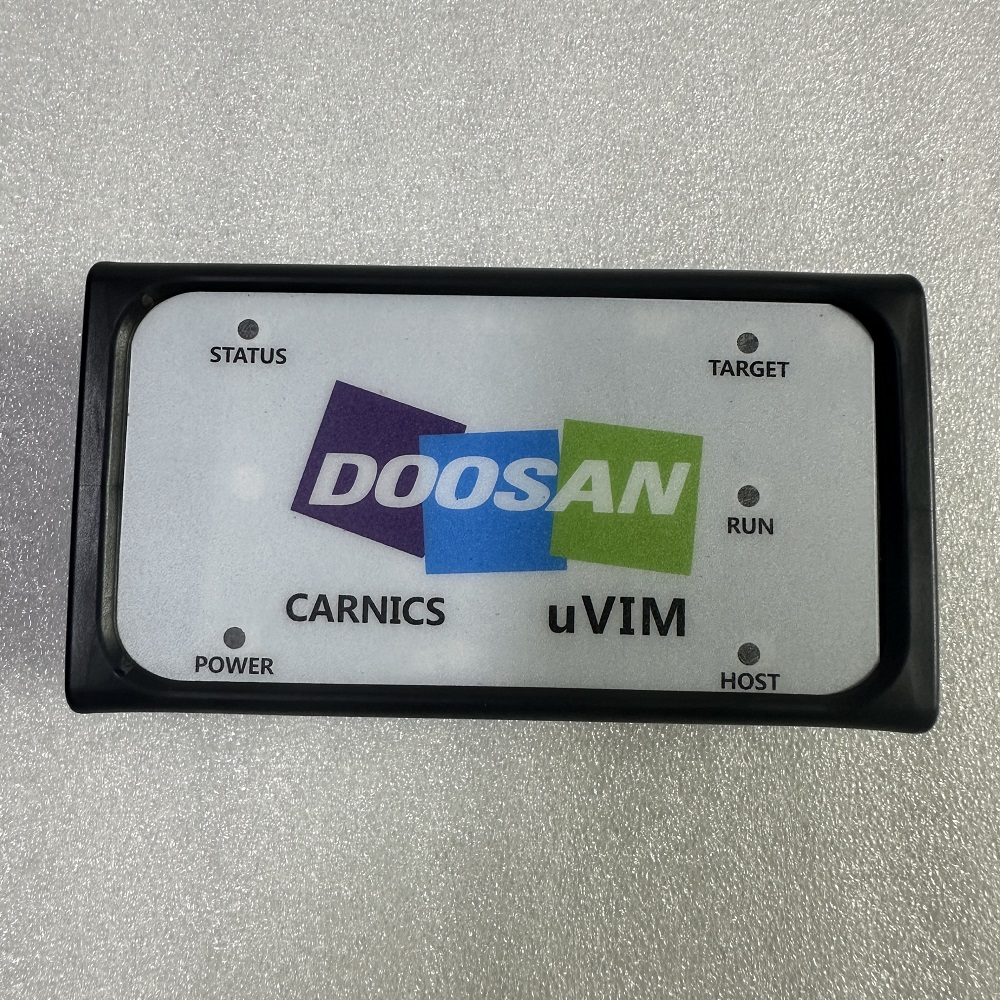 STATUS
TARGET
DOOSAN
RUN
CARNICS
uVIM
POWER
HOST